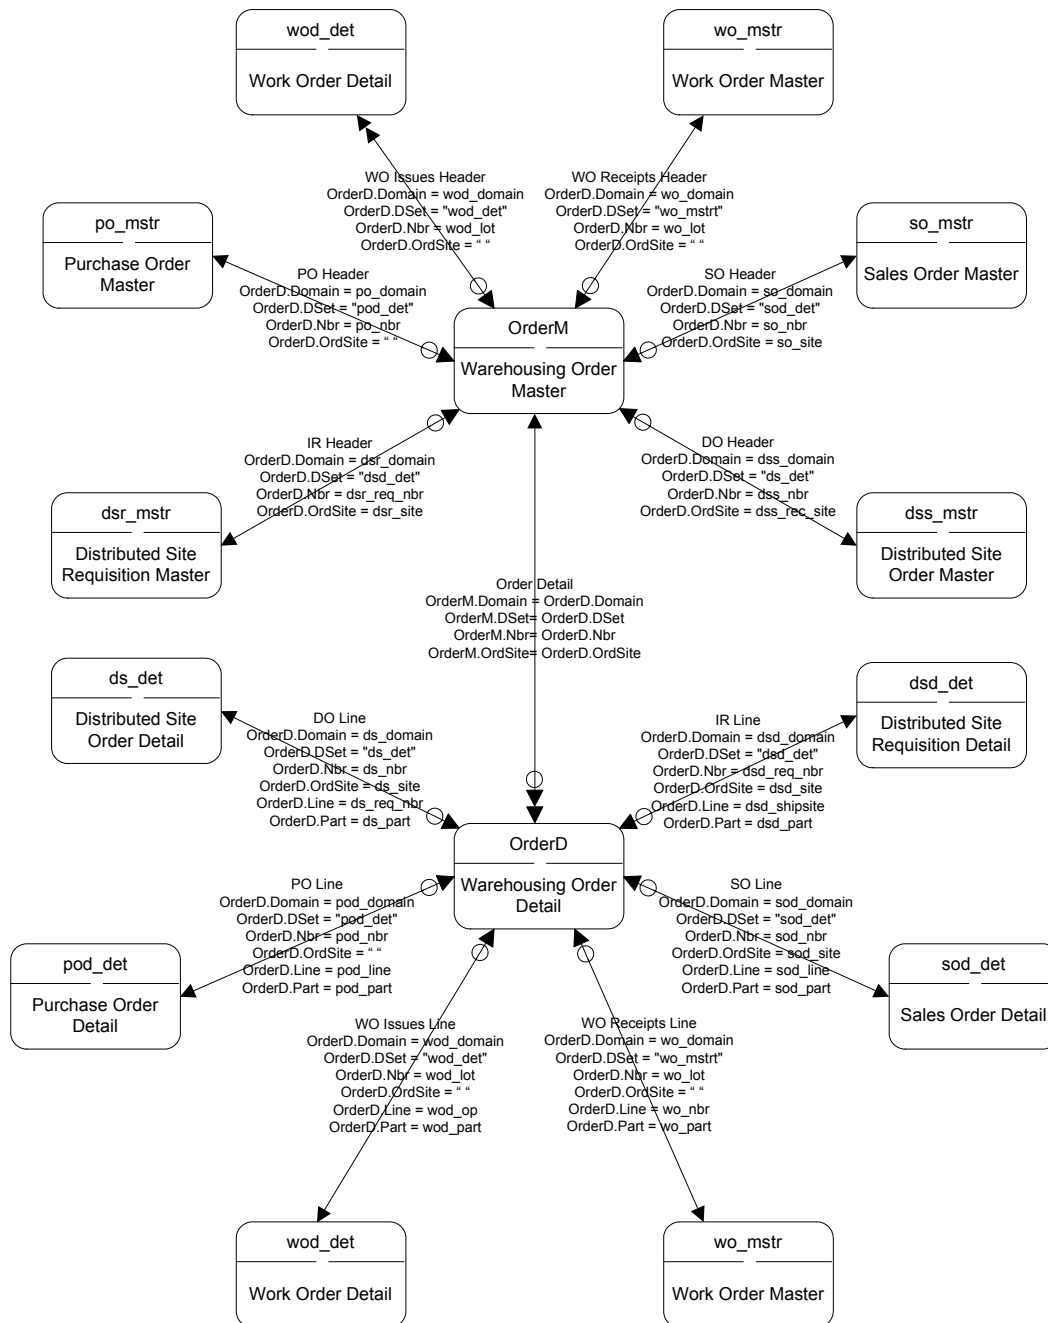 wod_det
Work Order Detail
wo_mstr
Work Order Master
WO Issues Header
OrderD.Domain = wod_domain
OrderD.DSet = "wod_det"
OrderD.Nbr = wod_lot
OrderD.OrdSite = “ “
WO Receipts Header
OrderD.Domain = wo_domain
OrderD.DSet = "wo_mstrt"
OrderD.Nbr = wo_lot
OrderD.OrdSite = “ “
po_mstr
Purchase Order
Master
so_mstr
Sales Order Master
PO Header
OrderD.Domain = po_domain
OrderD.DSet = "pod_det"
OrderD.Nbr = po_nbr
OrderD.OrdSite = “ “
SO Header
OrderD.Domain = so_domain
OrderD.DSet = "sod_det"
OrderD.Nbr = so_nbr
OrderD.OrdSite = so_site
OrderM
Warehousing Order
Master
IR Header
OrderD.Domain = dsr_domain
OrderD.DSet = "dsd_det"
OrderD.Nbr = dsr_req_nbr
OrderD.OrdSite = dsr_site
DO Header
OrderD.Domain = dss_domain
OrderD.DSet = "ds_det"
OrderD.Nbr = dss_nbr
OrderD.OrdSite = dss_rec_site
dsr_mstr
Distributed Site
Requisition Master
dss_mstr
Distributed Site
Order Master
Order Detail
OrderM.Domain = OrderD.Domain
OrderM.DSet= OrderD.DSet
OrderM.Nbr= OrderD.Nbr
OrderM.OrdSite= OrderD.OrdSite
ds_det
Distributed Site
Order Detail
dsd_det
Distributed Site
Requisition Detail
DO Line
OrderD.Domain = ds_domain
OrderD.DSet = "ds_det"
OrderD.Nbr = ds_nbr
OrderD.OrdSite = ds_site
OrderD.Line = ds_req_nbr
OrderD.Part = ds_part
IR Line
OrderD.Domain = dsd_domain
OrderD.DSet = "dsd_det"
OrderD.Nbr = dsd_req_nbr
OrderD.OrdSite = dsd_site
OrderD.Line = dsd_shipsite
OrderD.Part = dsd_part
OrderD
Warehousing Order
Detail
PO Line
OrderD.Domain = pod_domain
OrderD.DSet = "pod_det"
OrderD.Nbr = pod_nbr
OrderD.OrdSite = “ “
OrderD.Line = pod_line
OrderD.Part = pod_part
SO Line
OrderD.Domain = sod_domain
OrderD.DSet = "sod_det"
OrderD.Nbr = sod_nbr
OrderD.OrdSite = sod_site
OrderD.Line = sod_line
OrderD.Part = sod_part
pod_det
Purchase Order
Detail
sod_det
Sales Order Detail
WO Issues Line
OrderD.Domain = wod_domain
OrderD.DSet = "wod_det"
OrderD.Nbr = wod_lot
OrderD.OrdSite = “ “
OrderD.Line = wod_op
OrderD.Part = wod_part
WO Receipts Line
OrderD.Domain = wo_domain
OrderD.DSet = "wo_mstrt"
OrderD.Nbr = wo_lot
OrderD.OrdSite = “ “
OrderD.Line = wo_nbr
OrderD.Part = wo_part
wod_det
Work Order Detail
wo_mstr
Work Order Master